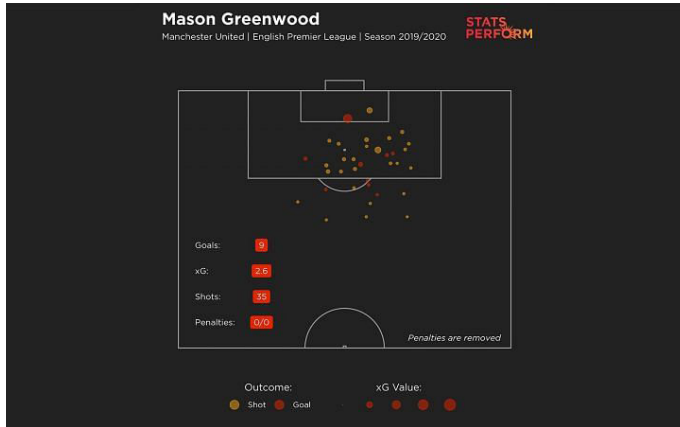 Mason Greenwood
Manchester United | English Premier League | Season 2019/2020
STATS
PERFORM
Goals: 9
xG: 2.6
Shots: 35
Penalties: 0/0
Penalties are removed
Outcome: xG Value:
Shot Goal